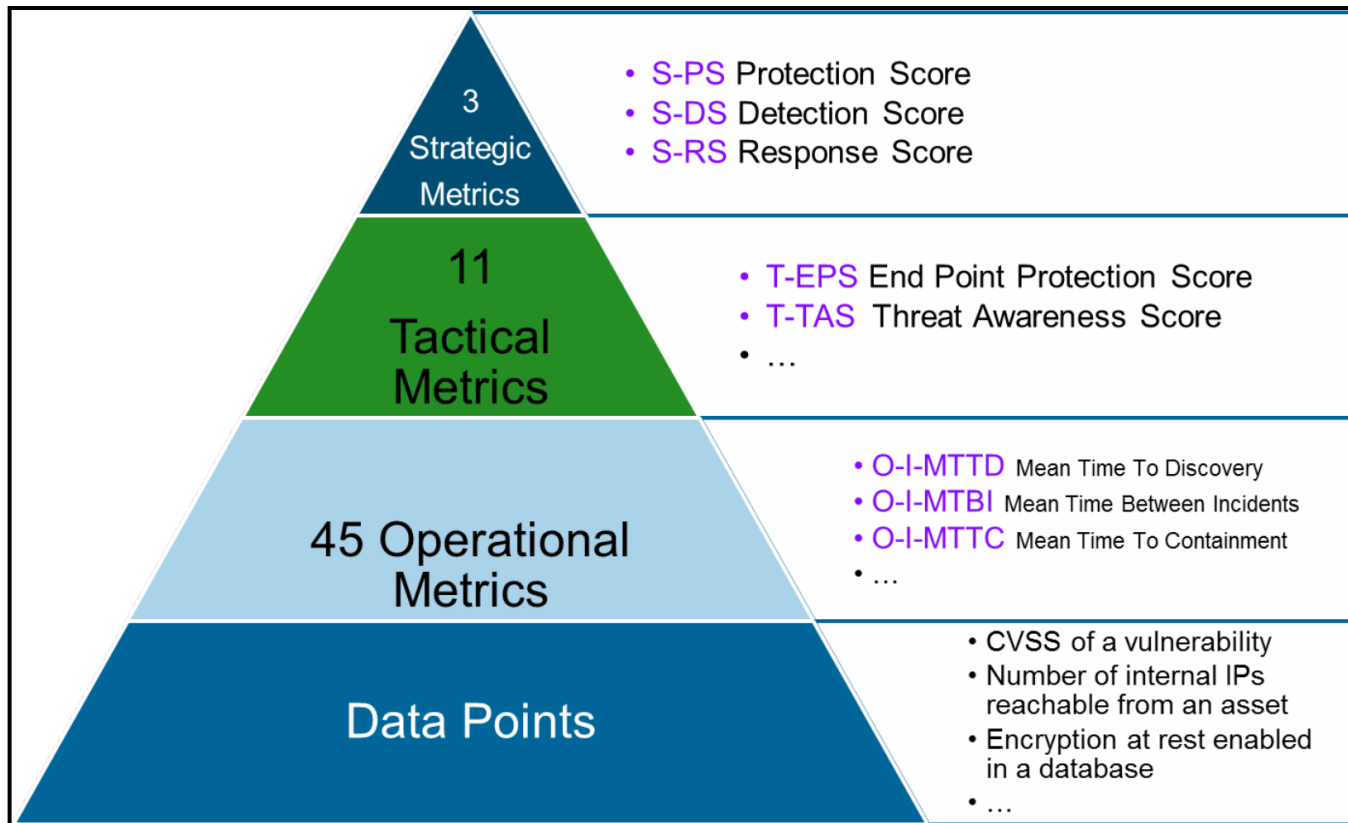 3
Strategic
Metrics
• S-PS Protection Score
• S-DS Detection Score
• S-RS Response Score
11
Tactical
Metrics
• T-EPS End Point Protection Score
• T-TAS Threat Awareness Score
• …
45 Operational
Metrics
• O-I-MTTD Mean Time To Discovery
• O-I-MTBI Mean Time Between Incidents
• O-I-MTTC Mean Time To Containment
• …
Data Points
• CVSS of a vulnerability
• Number of internal IPs
reachable from an asset
• Encryption at rest enabled
in a database
• …